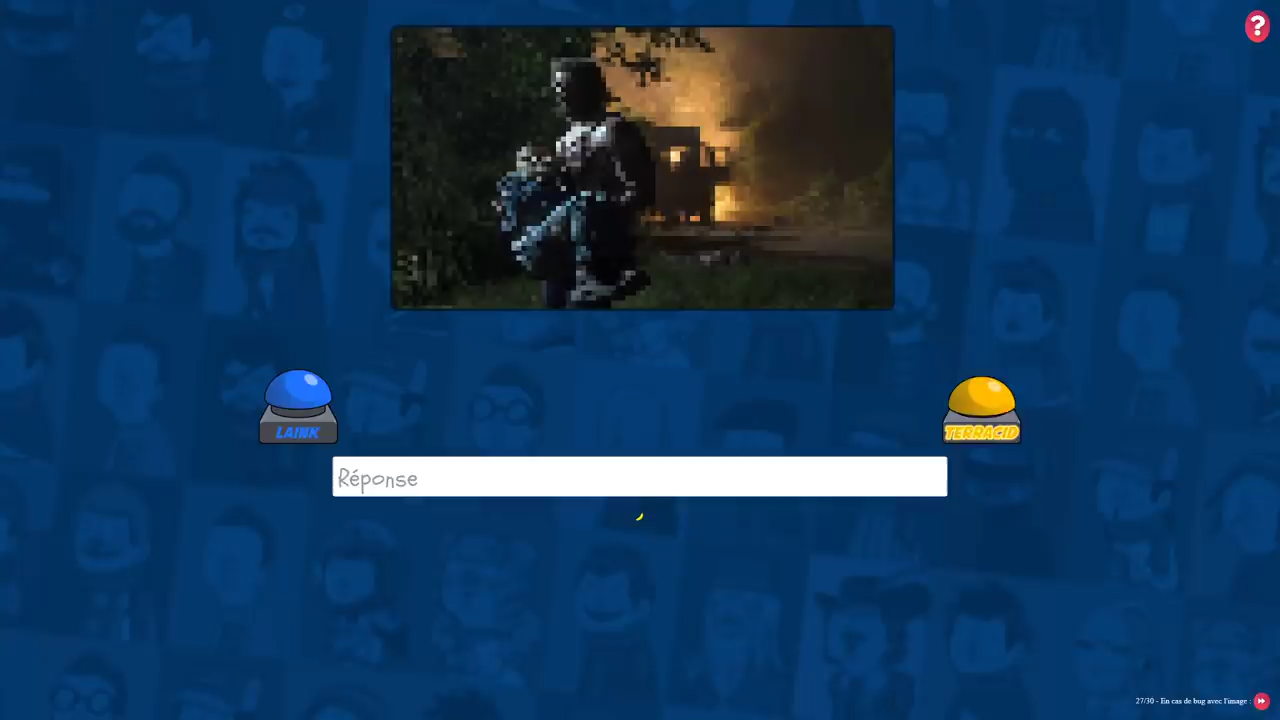 ?
LAINK
TERRACID
Réponse
27/30 - En cas de bug avec l'image :